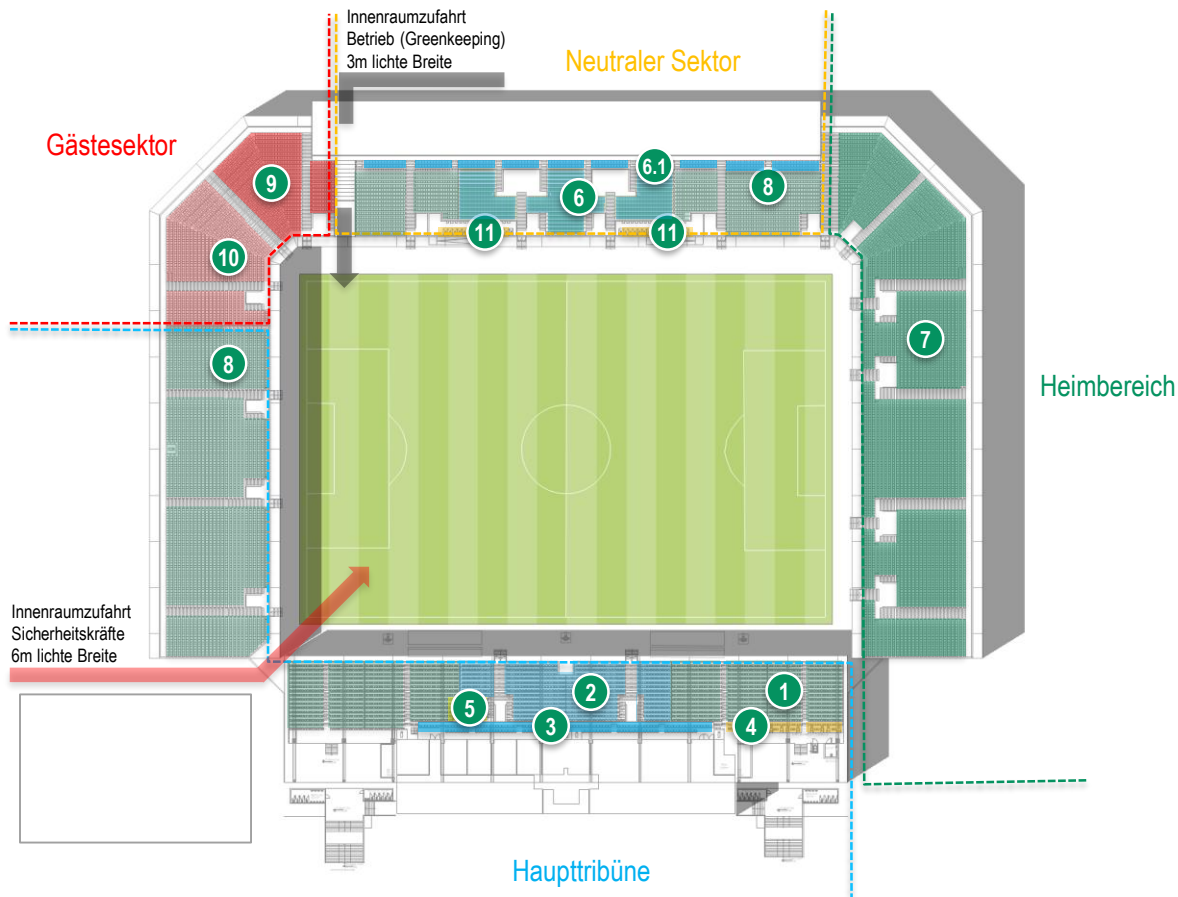 Innenraumzufahrt
Betrieb (Greenkeeping)
3m lichte Breite
Neutraler Sektor
Gästesektor
9
6.1
6
8
11
11
10
8
7
Heimbereich
Innenraumzufahrt
Sicherheitskräfte
6m lichte Breite
1
2
5
3
4
Haupttribüne